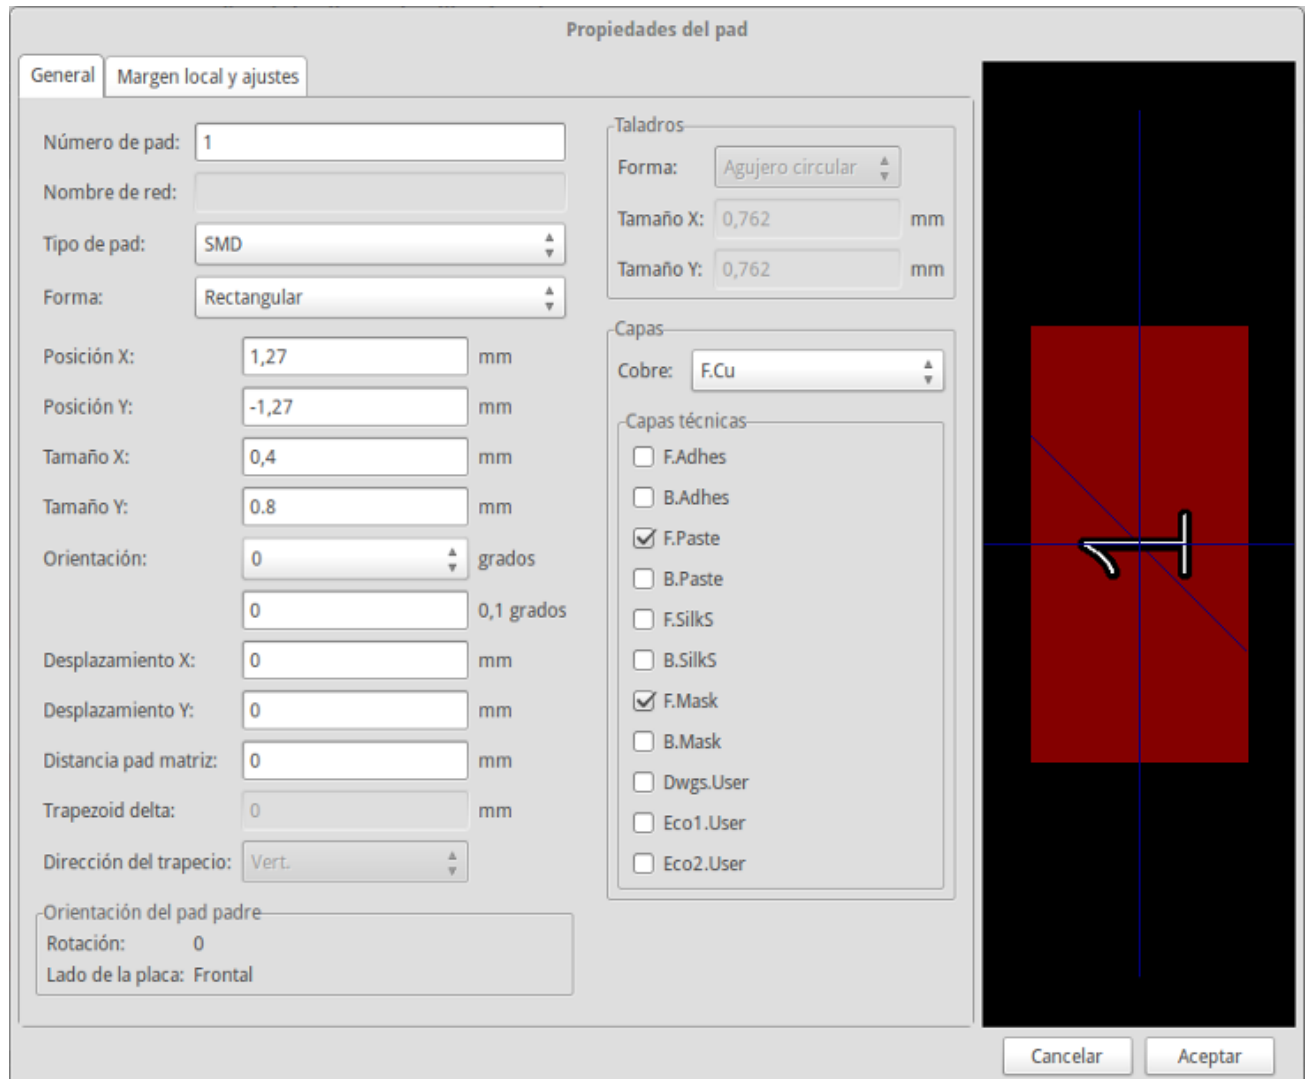 Propiedades del pad
General
Margen local y ajustes
Número de pad: 1
Nombre de red:
Tipo de pad: SMD
Forma: Rectangular
Posición X: 1,27 mm
Posición Y: -1,27 mm
Tamaño X: 0,4 mm
Tamaño Y: 0.8 mm
Orientación: 0 grados
0 0,1 grados
Desplazamiento X: 0 mm
Desplazamiento Y: 0 mm
Distancia pad matriz: 0 mm
Trapezoid delta: 0 mm
Dirección del trapecio: Vert.
Orientación del pad padre
Rotación: 0
Lado de la placa: Frontal
Taladros
Forma: Agujero circular
Tamaño X: 0,762 mm
Tamaño Y: 0,762 mm
Capas
Cobre: F.Cu
Capas técnicas
F.Adhes
B.Adhes
F.Paste
B.Paste
F.SilkS
B.SilkS
F.Mask
B.Mask
Dwgs.User
Eco1.User
Eco2.User
1
Cancelar
Aceptar